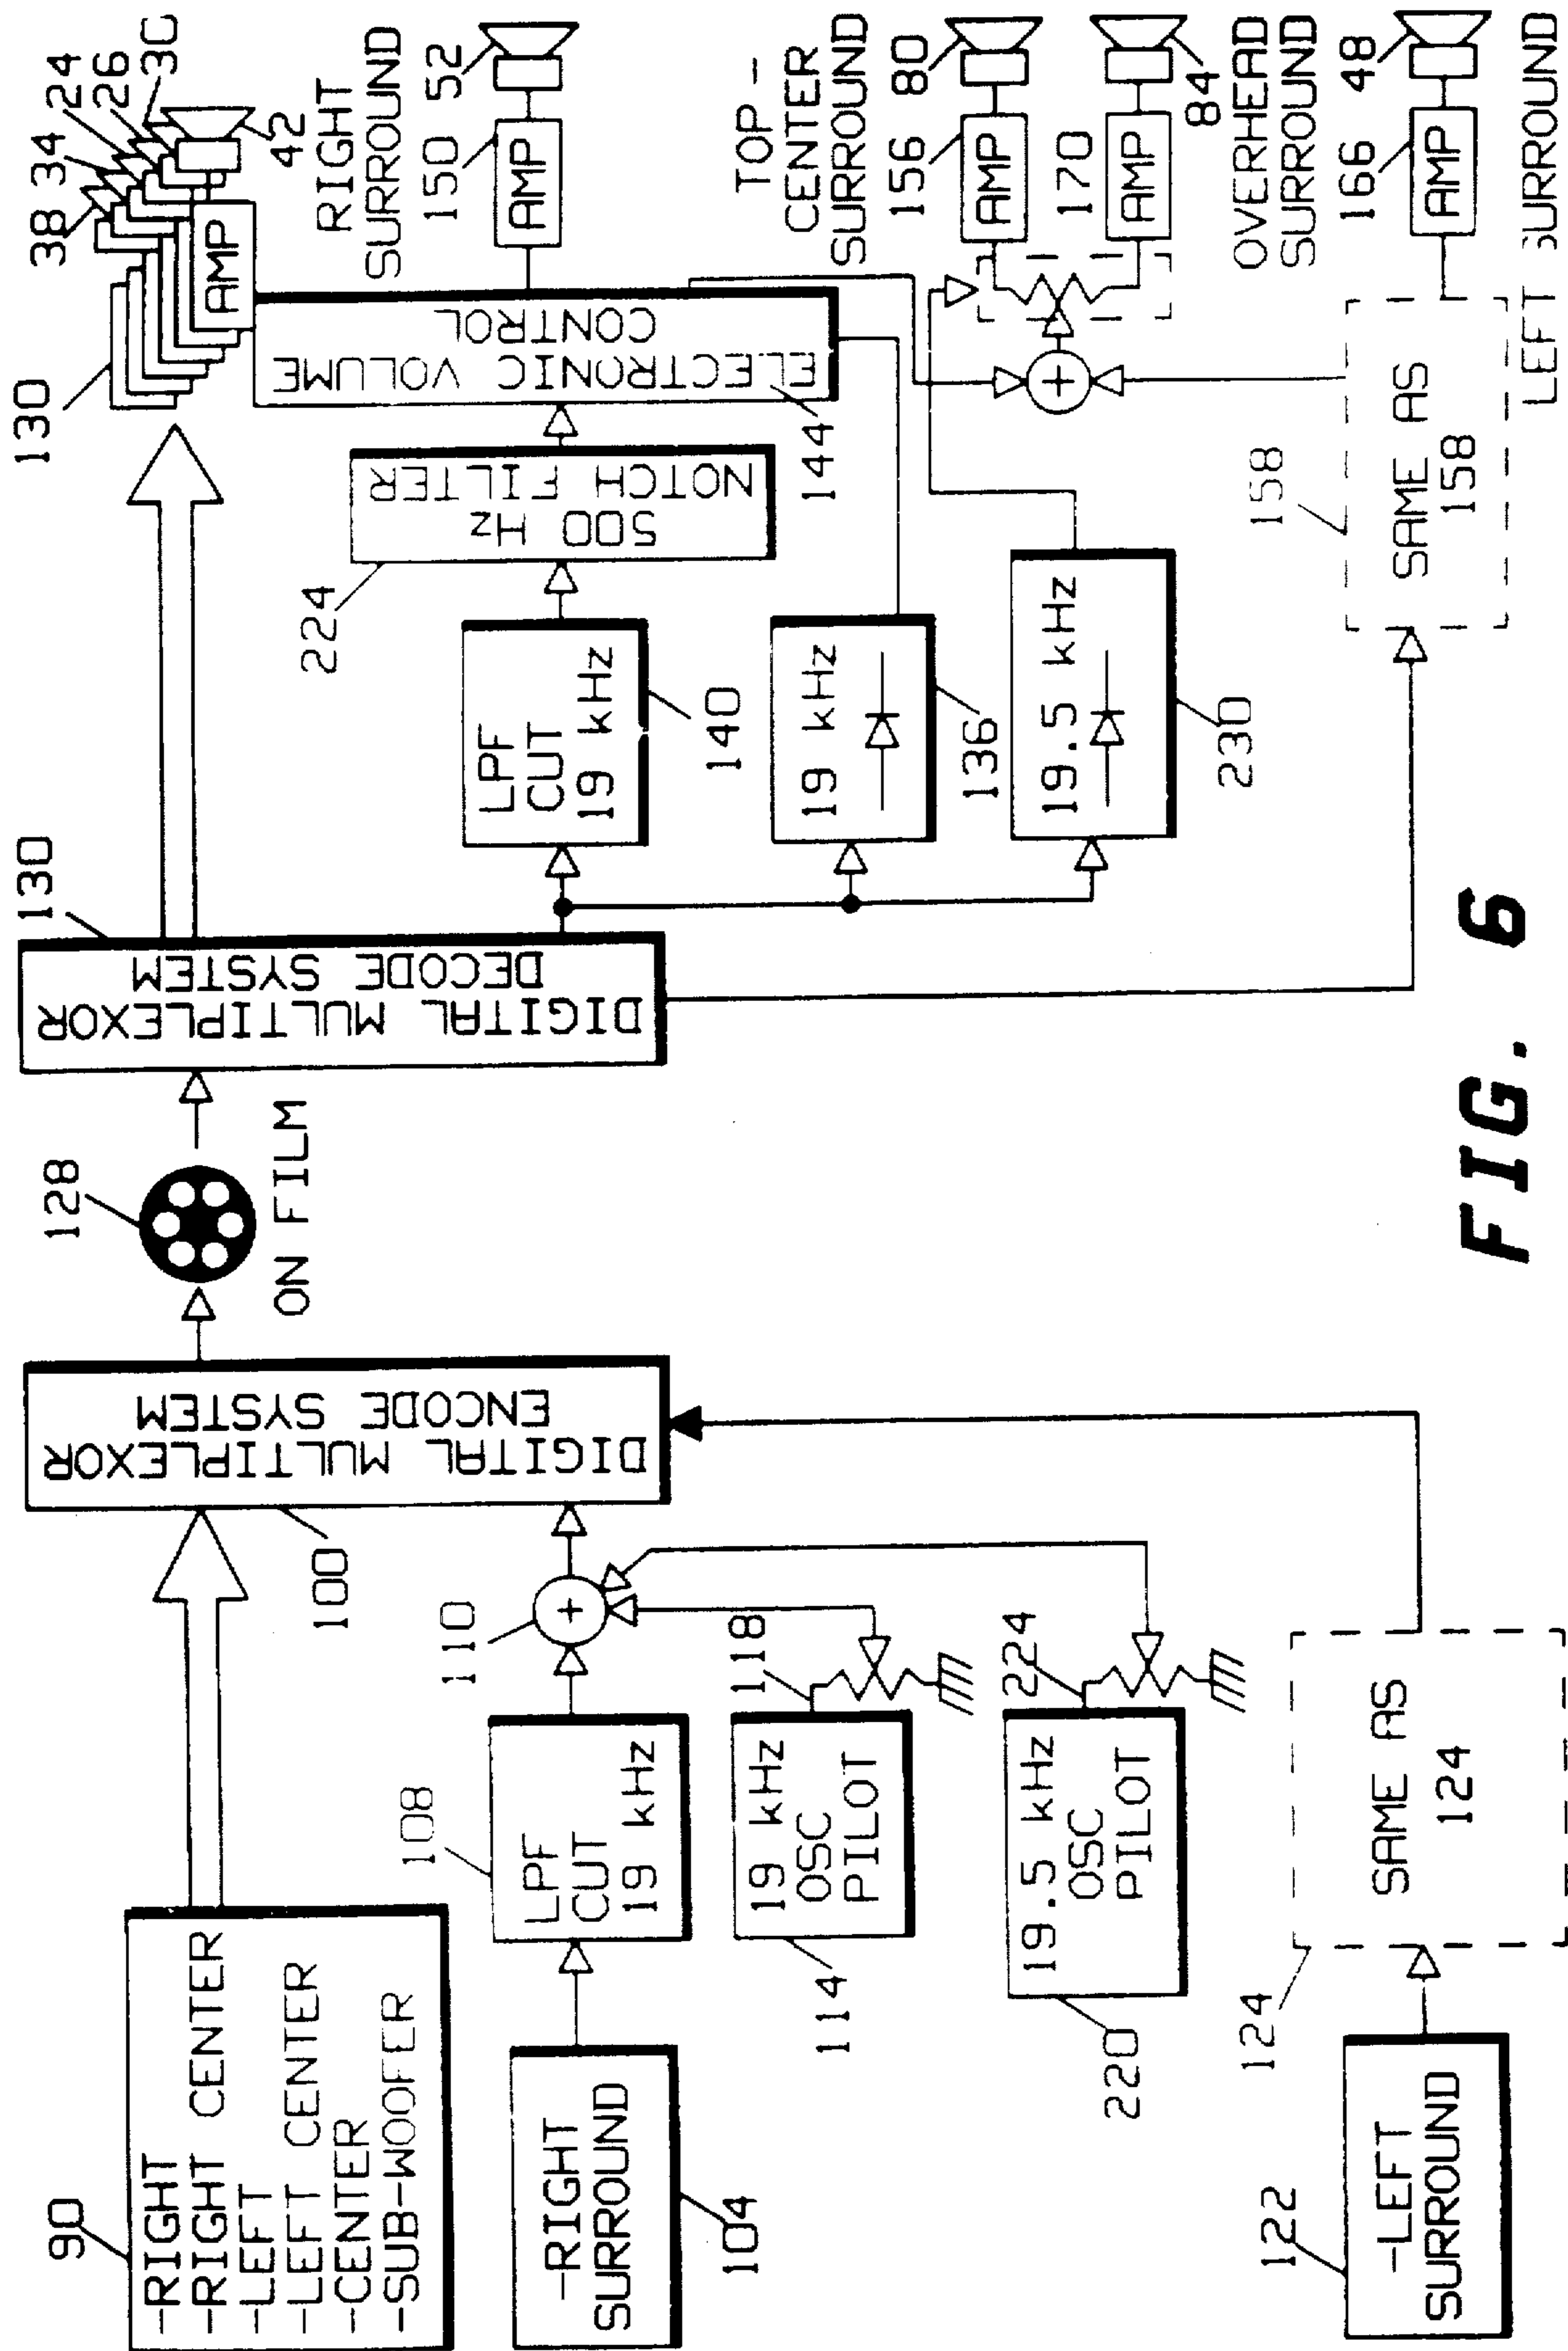 90
-RIGHT
-RIGHT CENTER
-LEFT
-LEFT CENTER
-CENTER
-SUB-WOOFER
-RIGHT
SURROUND
104
LPF
CUT
19 kHz
108
110
19 kHz
OSC
PILOT
114
118
19.5 kHz
OSC
PILOT
220
224
-LEFT
SURROUND
122
SAME AS
124
124
DIGITAL MULTIPLEXOR
ENCODE SYSTEM
100
128
ON FILM
DIGITAL MULTIPLEXOR
DECODE SYSTEM
130
LPF
CUT
19 kHz
140
500 Hz
NOTCH FILTER
224
19 kHz
136
19.5 kHz
230
ELECTRONIC VOLUME
CONTROL
144
130
AMP
38
34
24
26
30
42
RIGHT
SURROUND
150
52
AMP
TOP-
CENTER
SURROUND
156
80
AMP
170
AMP
84
OVERHEAD
SURROUND
SAME AS
158
158
166
48
AMP
LEFT SURROUND
FIG. 6